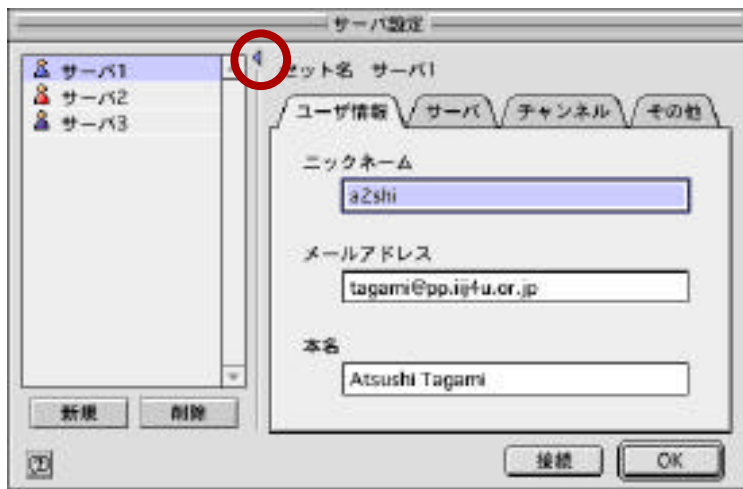 サーバ設定
サーバ1
サーバ2
サーバ3
新規
削除
セット名 サーバ1
ユーザ情報
サーバ
チャンネル
その他
ニックネーム
a2shi
メールアドレス
tagami@pp.iij4u.or.jp
本名
Atsushi Tagami
接続
OK